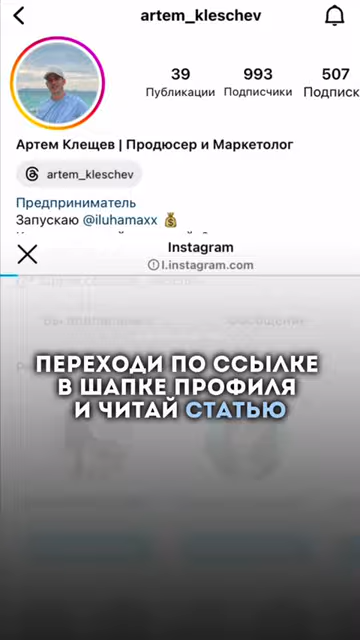 artem_kleschev
39 993 507
Публикации Подписчики Подписк
Артем Клещев | Продюсер и Маркетолог
artem_kleschev
Предприниматель
Запускаю @iluhamaxx 💰
Instagram
l.instagram.com
ПЕРЕХОДИ ПО ССЫЛКЕ
В ШАПКЕ ПРОФИЛЯ
И ЧИТАЙ СТАТЬЮ